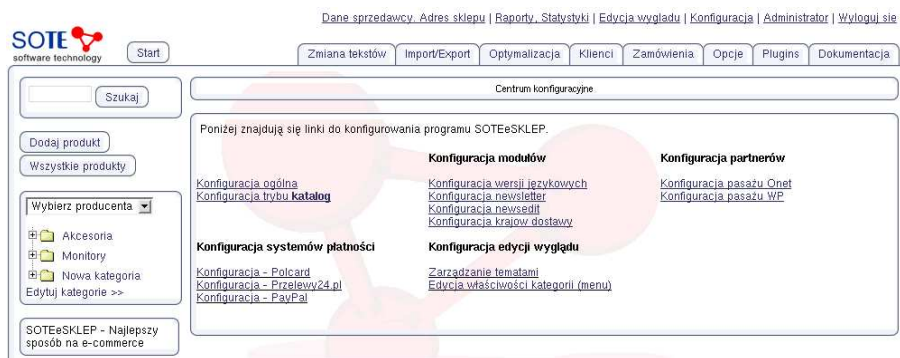 Dane sprzedawcy. Adres sklepu | Raporty, Statystyki | Edycja wygladu | Konfiguracja | Administrator | Wyloguj sie
SOTE
software technology
Start
Zmiana tekstów
Import/Export
Optymalizacja
Klienci
Zamówienia
Opcje
Plugins
Dokumentacja
Szukaj
Centrum konfiguracyjne
Dodaj produkt
Wszystkie produkty
Wybierz producenta
Akcesoria
Monitory
Nowa kategoria
Edytuj kategorie >>
SOTEeSKLEP - Najlepszy
sposób na e-commerce
Poniżej znajdują się linki do konfigurowania programu SOTEeSKLEP.
Konfiguracja ogólna
Konfiguracja trybu katalog
Konfiguracja modułów
Konfiguracja wersji językowych
Konfiguracja newsletter
Konfiguracja newsedit
Konfiguracja krajow dostawy
Konfiguracja partnerów
Konfiguracja pasażu Onet
Konfiguracja pasażu WP
Konfiguracja systemów płatności
Konfiguracja - Polcard
Konfiguracja - Przelewy24.pl
Konfiguracja - PayPal
Konfiguracja edycji wyglądu
Zarządzanie tematami
Edycja właściwości kategorii (menu)